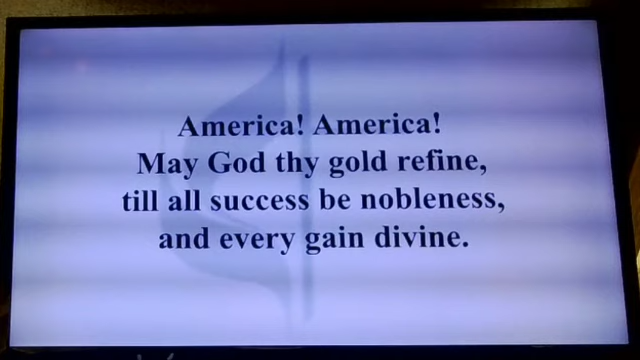 America! America!
May God thy gold refine,
till all success be nobleness,
and every gain divine.